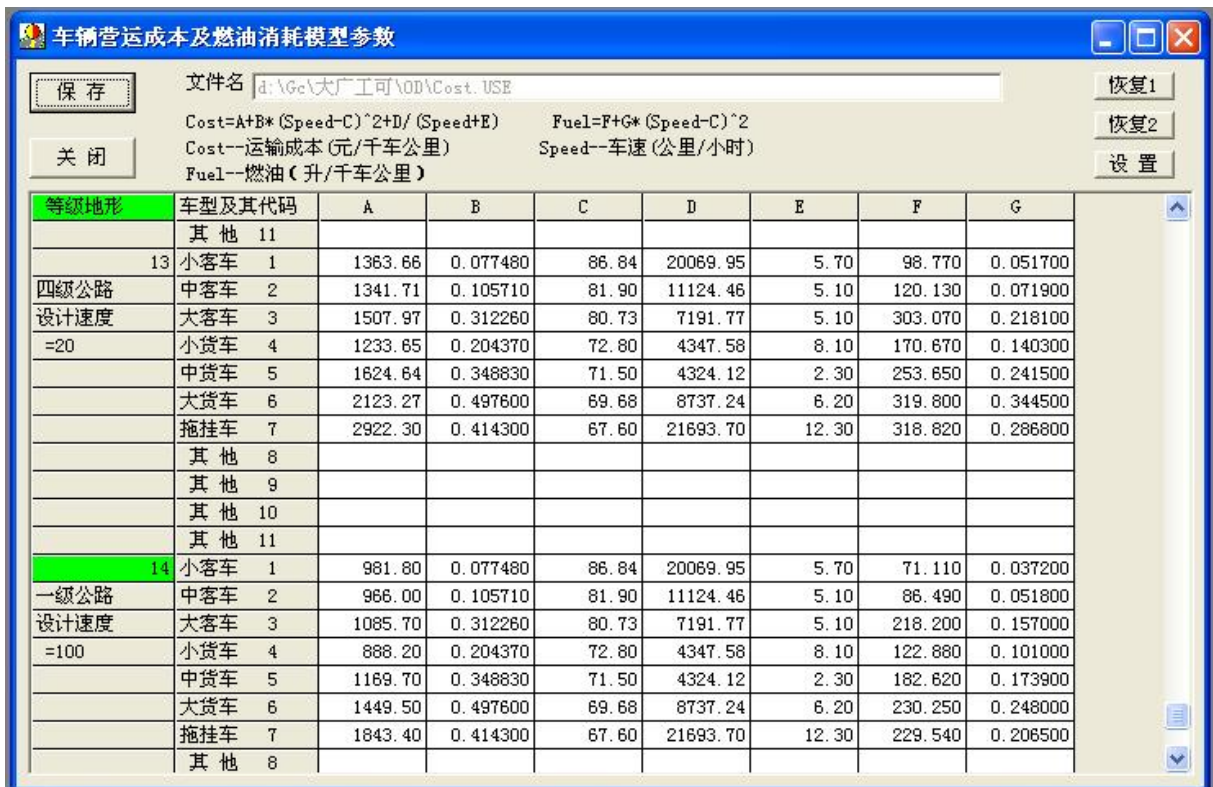 车辆营运成本及燃油消耗模型参数
保 存 文件名 d:\Gc\大广工可\OD\Cost.USE 恢复1
Cost=A+B*(Speed-C)^2+D/(Speed+E) Fuel=F+G*(Speed-C)^2 恢复2
关 闭 Cost--运输成本(元/千车公里) Speed--车速(公里/小时) 设 置
Fuel--燃油(升/千车公里)
等级地形 车型及其代码 A B C D E F G
其 他 11
13 小客车 1 1363.66 0.077480 86.84 20069.95 5.70 98.770 0.051700
四级公路 中客车 2 1341.71 0.105710 81.90 11124.46 5.10 120.130 0.071900
设计速度 大客车 3 1507.97 0.312260 80.73 7191.77 5.10 303.070 0.218100
=20 小货车 4 1233.65 0.204370 72.80 4347.58 8.10 170.670 0.140300
中货车 5 1624.64 0.348830 71.50 4324.12 2.30 253.650 0.241500
大货车 6 2123.27 0.497600 69.68 8737.24 6.20 319.800 0.344500
拖挂车 7 2922.30 0.414300 67.60 21693.70 12.30 318.820 0.286800
其 他 8
其 他 9
其 他 10
其 他 11
14 小客车 1 981.80 0.077480 86.84 20069.95 5.70 71.110 0.037200
一级公路 中客车 2 966.00 0.105710 81.90 11124.46 5.10 86.490 0.051800
设计速度 大客车 3 1085.70 0.312260 80.73 7191.77 5.10 218.200 0.157000
=100 小货车 4 888.20 0.204370 72.80 4347.58 8.10 122.880 0.101000
中货车 5 1169.70 0.348830 71.50 4324.12 2.30 182.620 0.173900
大货车 6 1449.50 0.497600 69.68 8737.24 6.20 230.250 0.248000
拖挂车 7 1843.40 0.414300 67.60 21693.70 12.30 229.540 0.206500
其 他 8